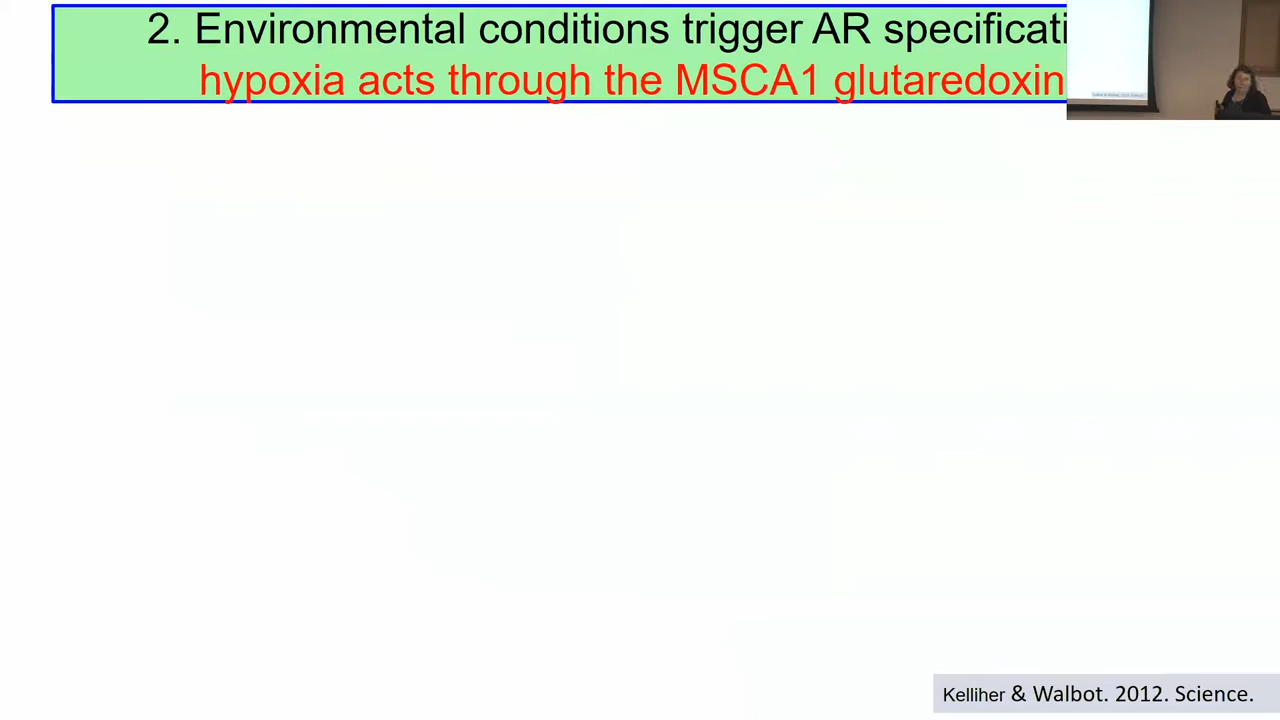 2. Environmental conditions trigger AR specificati
hypoxia acts through the MSCA1 glutaredoxin
Kelliher & Walbot. 2012. Science.